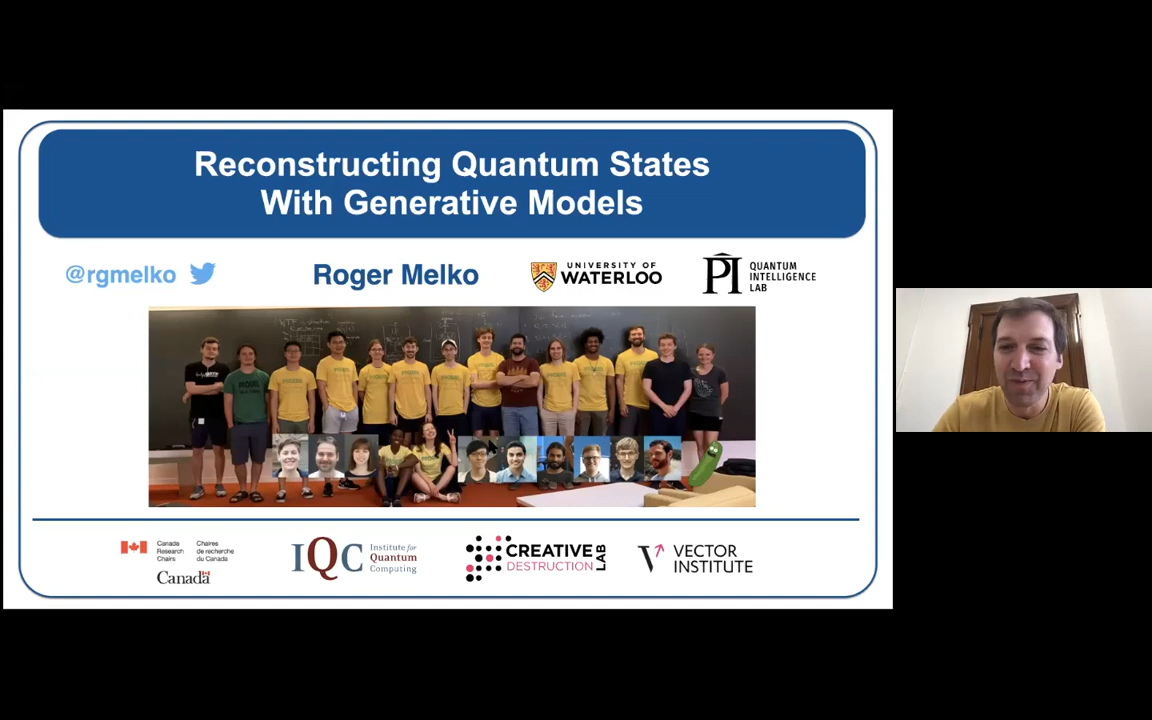 Reconstructing Quantum States
With Generative Models
@rgmelko
Roger Melko
UNIVERSITY OF
WATERLOO
PI
QUANTUM
INTELLIGENCE
LAB
Canada
Research
Chairs
Chaires
de recherche
du Canada
Canada
IQC
Institute for
Quantum
Computing
CREATIVE
DESTRUCTION
LAB
VECTOR
INSTITUTE